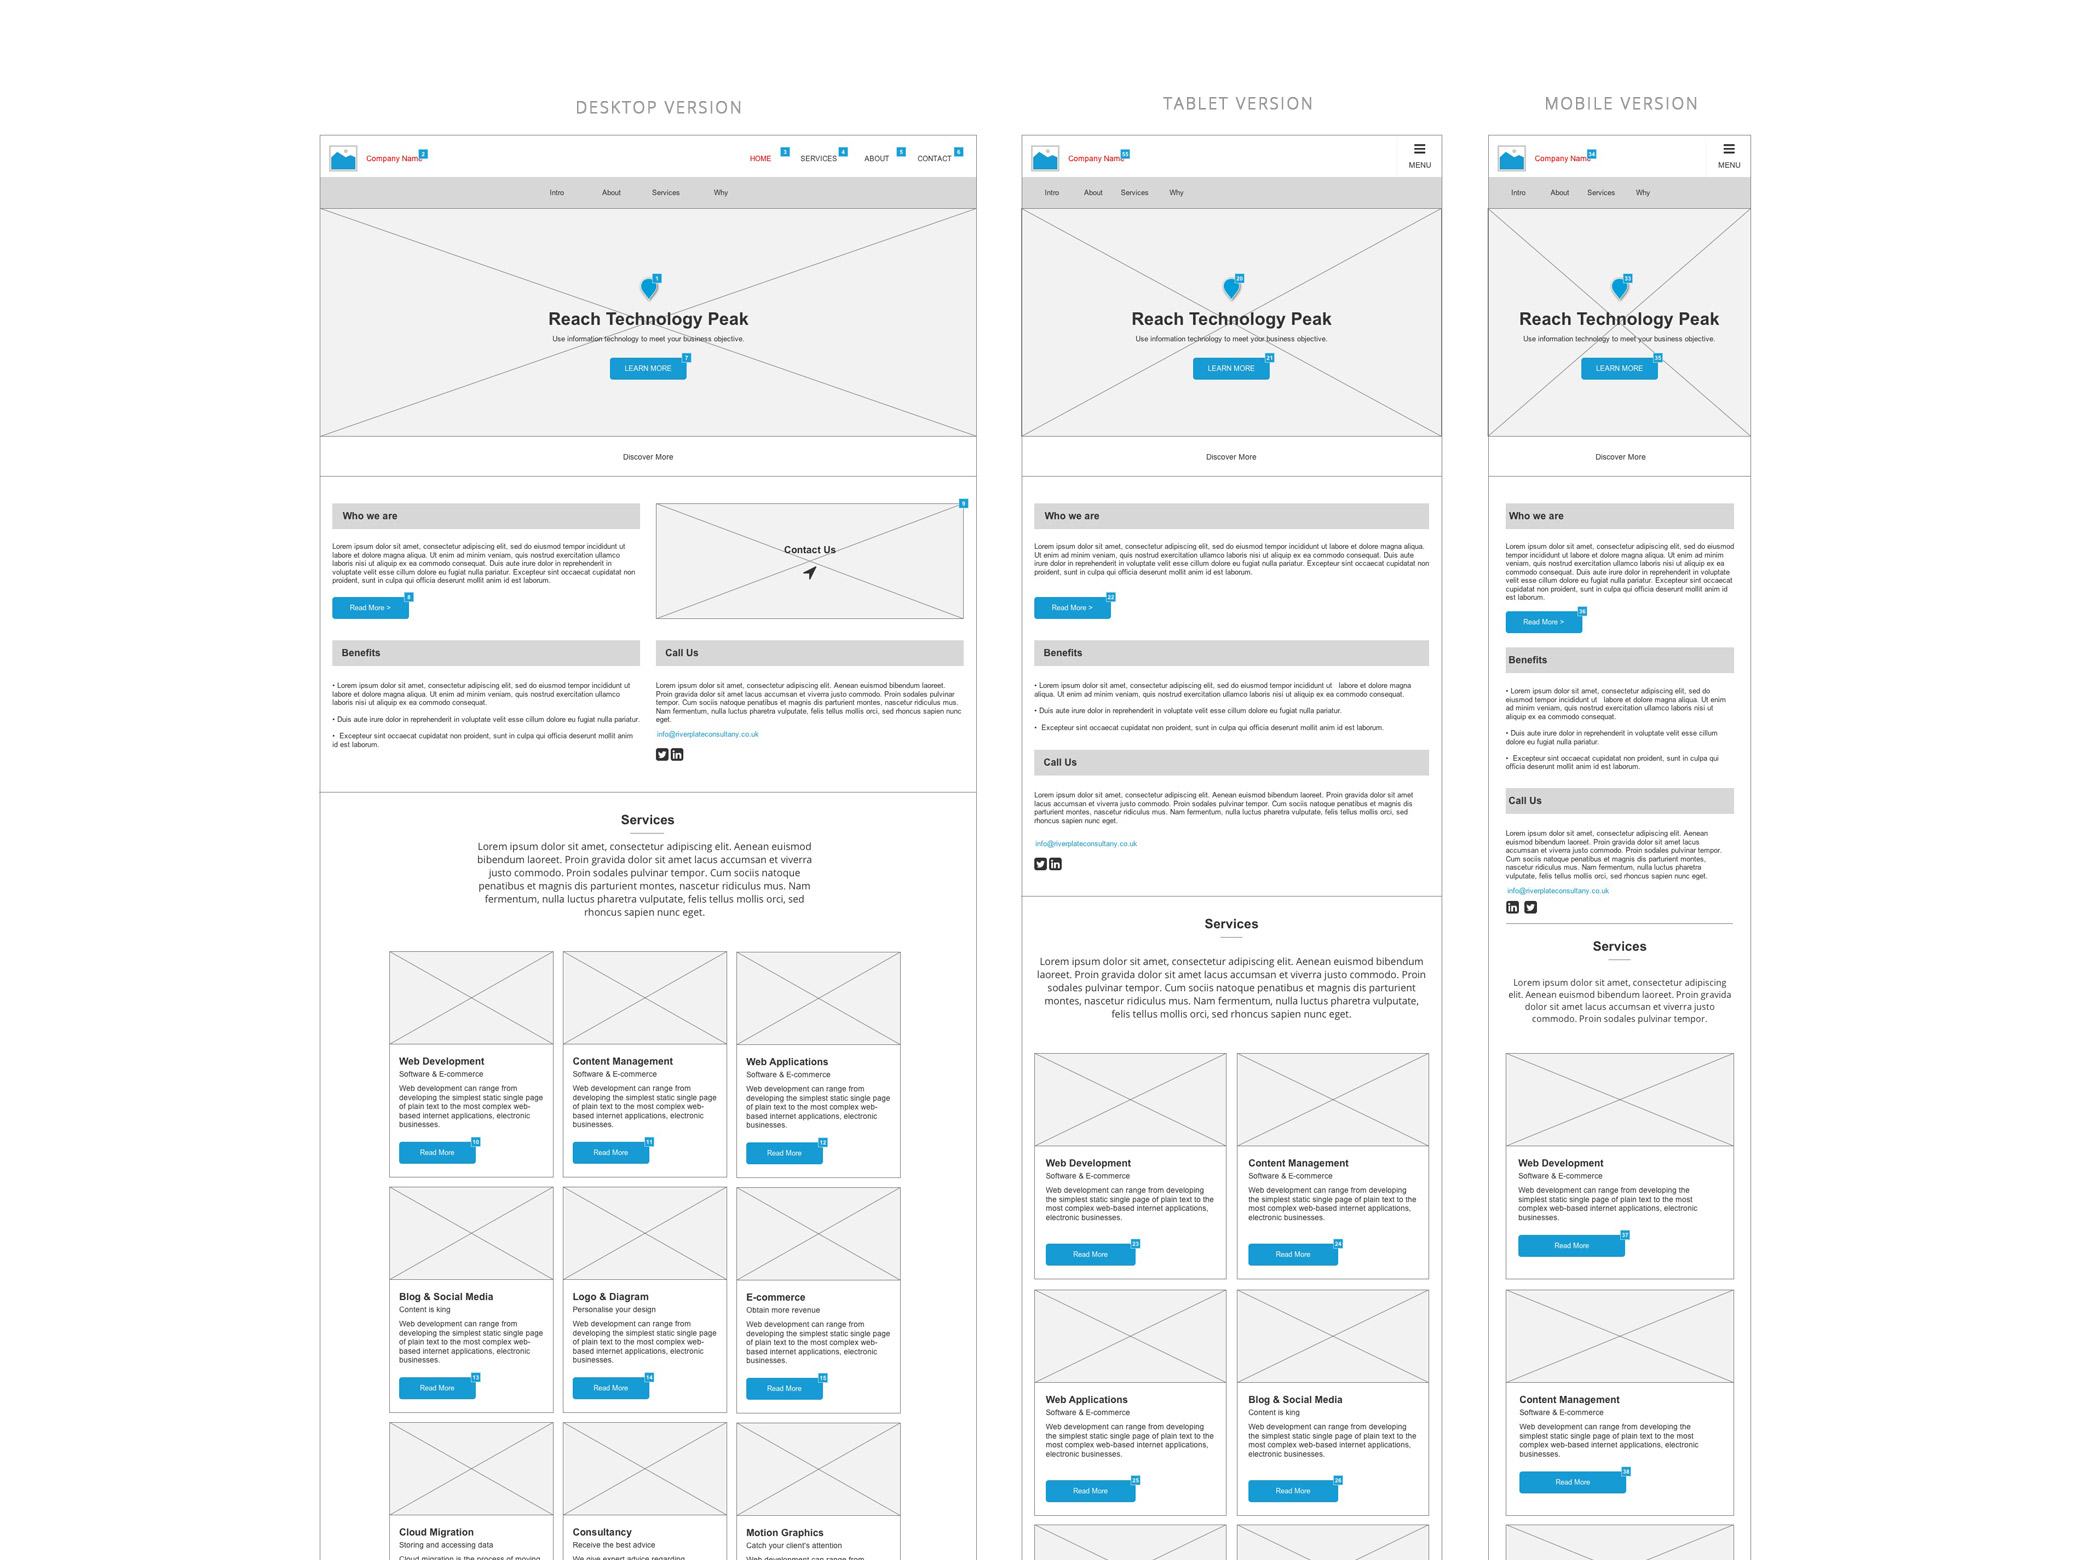 DESKTOP VERSION
Company Name 2
HOME 3 SERVICES 4 ABOUT 5 CONTACT 6
Intro About Services Why
1
Reach Technology Peak
Use information technology to meet your business objective.
LEARN MORE 7
Discover More
Who we are
Lorem ipsum dolor sit amet, consectetur adipiscing elit, sed do eiusmod tempor incididunt ut
labore et dolore magna aliqua. Ut enim ad minim veniam, quis nostrud exercitation ullamco
laboris nisi ut aliquip ex ea commodo consequat. Duis aute irure dolor in reprehenderit in
voluptate velit esse cillum dolore eu fugiat nulla pariatur. Excepteur sint occaecat cupidatat non
proident, sunt in culpa qui officia deserunt mollit anim id est laborum.
Read More > 8
9
Contact Us
Benefits
• Lorem ipsum dolor sit amet, consectetur adipiscing elit, sed do eiusmod tempor incididunt ut
labore et dolore magna aliqua. Ut enim ad minim veniam, quis nostrud exercitation ullamco
laboris nisi ut aliquip ex ea commodo consequat.
• Duis aute irure dolor in reprehenderit in voluptate velit esse cillum dolore eu fugiat nulla pariatur.
• Excepteur sint occaecat cupidatat non proident, sunt in culpa qui officia deserunt mollit anim
id est laborum.
Call Us
Lorem ipsum dolor sit amet, consectetur adipiscing elit. Aenean euismod bibendum laoreet.
Proin gravida dolor sit amet lacus accumsan et viverra justo commodo. Proin sodales pulvinar
tempor. Cum sociis natoque penatibus et magnis dis parturient montes, nascetur ridiculus mus.
Nam fermentum, nulla luctus pharetra vulputate, felis tellus mollis orci, sed rhoncus sapien nunc
eget.
info@riverplateconsultany.co.uk
Services
Lorem ipsum dolor sit amet, consectetur adipiscing elit. Aenean euismod
bibendum laoreet. Proin gravida dolor sit amet lacus accumsan et viverra
justo commodo. Proin sodales pulvinar tempor. Cum sociis natoque
penatibus et magnis dis parturient montes, nascetur ridiculus mus. Nam
fermentum, nulla luctus pharetra vulputate, felis tellus mollis orci, sed
rhoncus sapien nunc eget.
Web Development
Software & E-commerce
Web development can range from
developing the simplest static single page
of plain text to the most complex web-
based internet applications, electronic
businesses.
Read More 10
Content Management
Software & E-commerce
Web development can range from
developing the simplest static single page
of plain text to the most complex web-
based internet applications, electronic
businesses.
Read More 11
Web Applications
Software & E-commerce
Web development can range from
developing the simplest static single page
of plain text to the most complex web-
based internet applications, electronic
businesses.
Read More 12
Blog & Social Media
Content is king
Web development can range from
developing the simplest static single page
of plain text to the most complex web-
based internet applications, electronic
businesses.
Read More 13
Logo & Diagram
Personalise your design
Web development can range from
developing the simplest static single page
of plain text to the most complex web-
based internet applications, electronic
businesses.
Read More 14
E-commerce
Obtain more revenue
Web development can range from
developing the simplest static single page
of plain text to the most complex web-
based internet applications, electronic
businesses.
Read More 15
Cloud Migration
Storing and accessing data
Cloud migration is the process of moving
Consultancy
Receive the best advice
We give expert advice regarding
Motion Graphics
Catch your client's attention
Web development can range from
TABLET VERSION
Company Name 55
MENU
Intro About Services Why
20
Reach Technology Peak
Use information technology to meet your business objective.
LEARN MORE 21
Discover More
Who we are
Lorem ipsum dolor sit amet, consectetur adipiscing elit, sed do eiusmod tempor incididunt ut labore et dolore magna aliqua.
Ut enim ad minim veniam, quis nostrud exercitation ullamco laboris nisi ut aliquip ex ea commodo consequat. Duis aute
irure dolor in reprehenderit in voluptate velit esse cillum dolore eu fugiat nulla pariatur. Excepteur sint occaecat cupidatat non
proident, sunt in culpa qui officia deserunt mollit anim id est laborum.
Read More > 22
Benefits
• Lorem ipsum dolor sit amet, consectetur adipiscing elit, sed do eiusmod tempor incididunt ut labore et dolore magna
aliqua. Ut enim ad minim veniam, quis nostrud exercitation ullamco laboris nisi ut aliquip ex ea commodo consequat.
• Duis aute irure dolor in reprehenderit in voluptate velit esse cillum dolore eu fugiat nulla pariatur.
• Excepteur sint occaecat cupidatat non proident, sunt in culpa qui officia deserunt mollit anim id est laborum.
Call Us
Lorem ipsum dolor sit amet, consectetur adipiscing elit. Aenean euismod bibendum laoreet. Proin gravida dolor sit amet
lacus accumsan et viverra justo commodo. Proin sodales pulvinar tempor. Cum sociis natoque penatibus et magnis dis
parturient montes, nascetur ridiculus mus. Nam fermentum, nulla luctus pharetra vulputate, felis tellus mollis orci, sed
rhoncus sapien nunc eget.
info@riverplateconsultany.co.uk
Services
Lorem ipsum dolor sit amet, consectetur adipiscing elit. Aenean euismod bibendum
laoreet. Proin gravida dolor sit amet lacus accumsan et viverra justo commodo. Proin
sodales pulvinar tempor. Cum sociis natoque penatibus et magnis dis parturient
montes, nascetur ridiculus mus. Nam fermentum, nulla luctus pharetra vulputate,
felis tellus mollis orci, sed rhoncus sapien nunc eget.
Web Development
Software & E-commerce
Web development can range from developing
the simplest static single page of plain text to the
most complex web-based internet applications,
electronic businesses.
Read More 23
Content Management
Software & E-commerce
Web development can range from developing
the simplest static single page of plain text to the
most complex web-based internet applications,
electronic businesses.
Read More 24
Web Applications
Software & E-commerce
Web development can range from developing
the simplest static single page of plain text to the
most complex web-based internet applications,
electronic businesses.
Read More 25
Blog & Social Media
Content is king
Web development can range from developing
the simplest static single page of plain text to the
most complex web-based internet applications,
electronic businesses.
Read More 26
MOBILE VERSION
Company Name 34
MENU
Intro About Services Why
33
Reach Technology Peak
Use information technology to meet your business objective.
LEARN MORE 35
Discover More
Who we are
Lorem ipsum dolor sit amet, consectetur adipiscing elit, sed do eiusmod
tempor incididunt ut labore et dolore magna aliqua. Ut enim ad minim
veniam, quis nostrud exercitation ullamco laboris nisi ut aliquip ex ea
commodo consequat. Duis aute irure dolor in reprehenderit in voluptate
velit esse cillum dolore eu fugiat nulla pariatur. Excepteur sint occaecat
cupidatat non proident, sunt in culpa qui officia deserunt mollit anim id
est laborum.
Read More > 36
Benefits
• Lorem ipsum dolor sit amet, consectetur adipiscing elit, sed do
eiusmod tempor incididunt ut labore et dolore magna aliqua. Ut enim
ad minim veniam, quis nostrud exercitation ullamco laboris nisi ut
aliquip ex ea commodo consequat.
• Duis aute irure dolor in reprehenderit in voluptate velit esse cillum
dolore eu fugiat nulla pariatur.
• Excepteur sint occaecat cupidatat non proident, sunt in culpa qui
officia deserunt mollit anim id est laborum.
Call Us
Lorem ipsum dolor sit amet, consectetur adipiscing elit. Aenean
euismod bibendum laoreet. Proin gravida dolor sit amet lacus
accumsan et viverra justo commodo. Proin sodales pulvinar tempor.
Cum sociis natoque penatibus et magnis dis parturient montes,
nascetur ridiculus mus. Nam fermentum, nulla luctus pharetra
vulputate, felis tellus mollis orci, sed rhoncus sapien nunc eget.
info@riverplateconsultany.co.uk
Services
Lorem ipsum dolor sit amet, consectetur adipiscing
elit. Aenean euismod bibendum laoreet. Proin gravida
dolor sit amet lacus accumsan et viverra justo
commodo. Proin sodales pulvinar tempor.
Web Development
Software & E-commerce
Web development can range from developing the
simplest static single page of plain text to the most
complex web-based internet applications, electronic
businesses.
Read More 37
Content Management
Software & E-commerce
Web development can range from developing the
simplest static single page of plain text to the most
complex web-based internet applications, electronic
businesses.
Read More 38